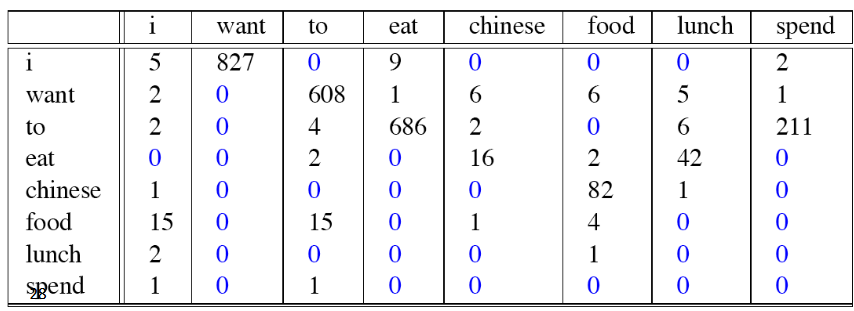 i want to eat chinese food lunch spend
i 5 827 0 9 0 0 0 2
want 2 0 608 1 6 6 5 1
to 2 0 4 686 2 0 6 211
eat 0 0 2 0 16 2 42 0
chinese 1 0 0 0 0 82 1 0
food 15 0 15 0 1 4 0 0
lunch 2 0 0 0 0 1 0 0
spend 1 0 1 0 0 0 0 0